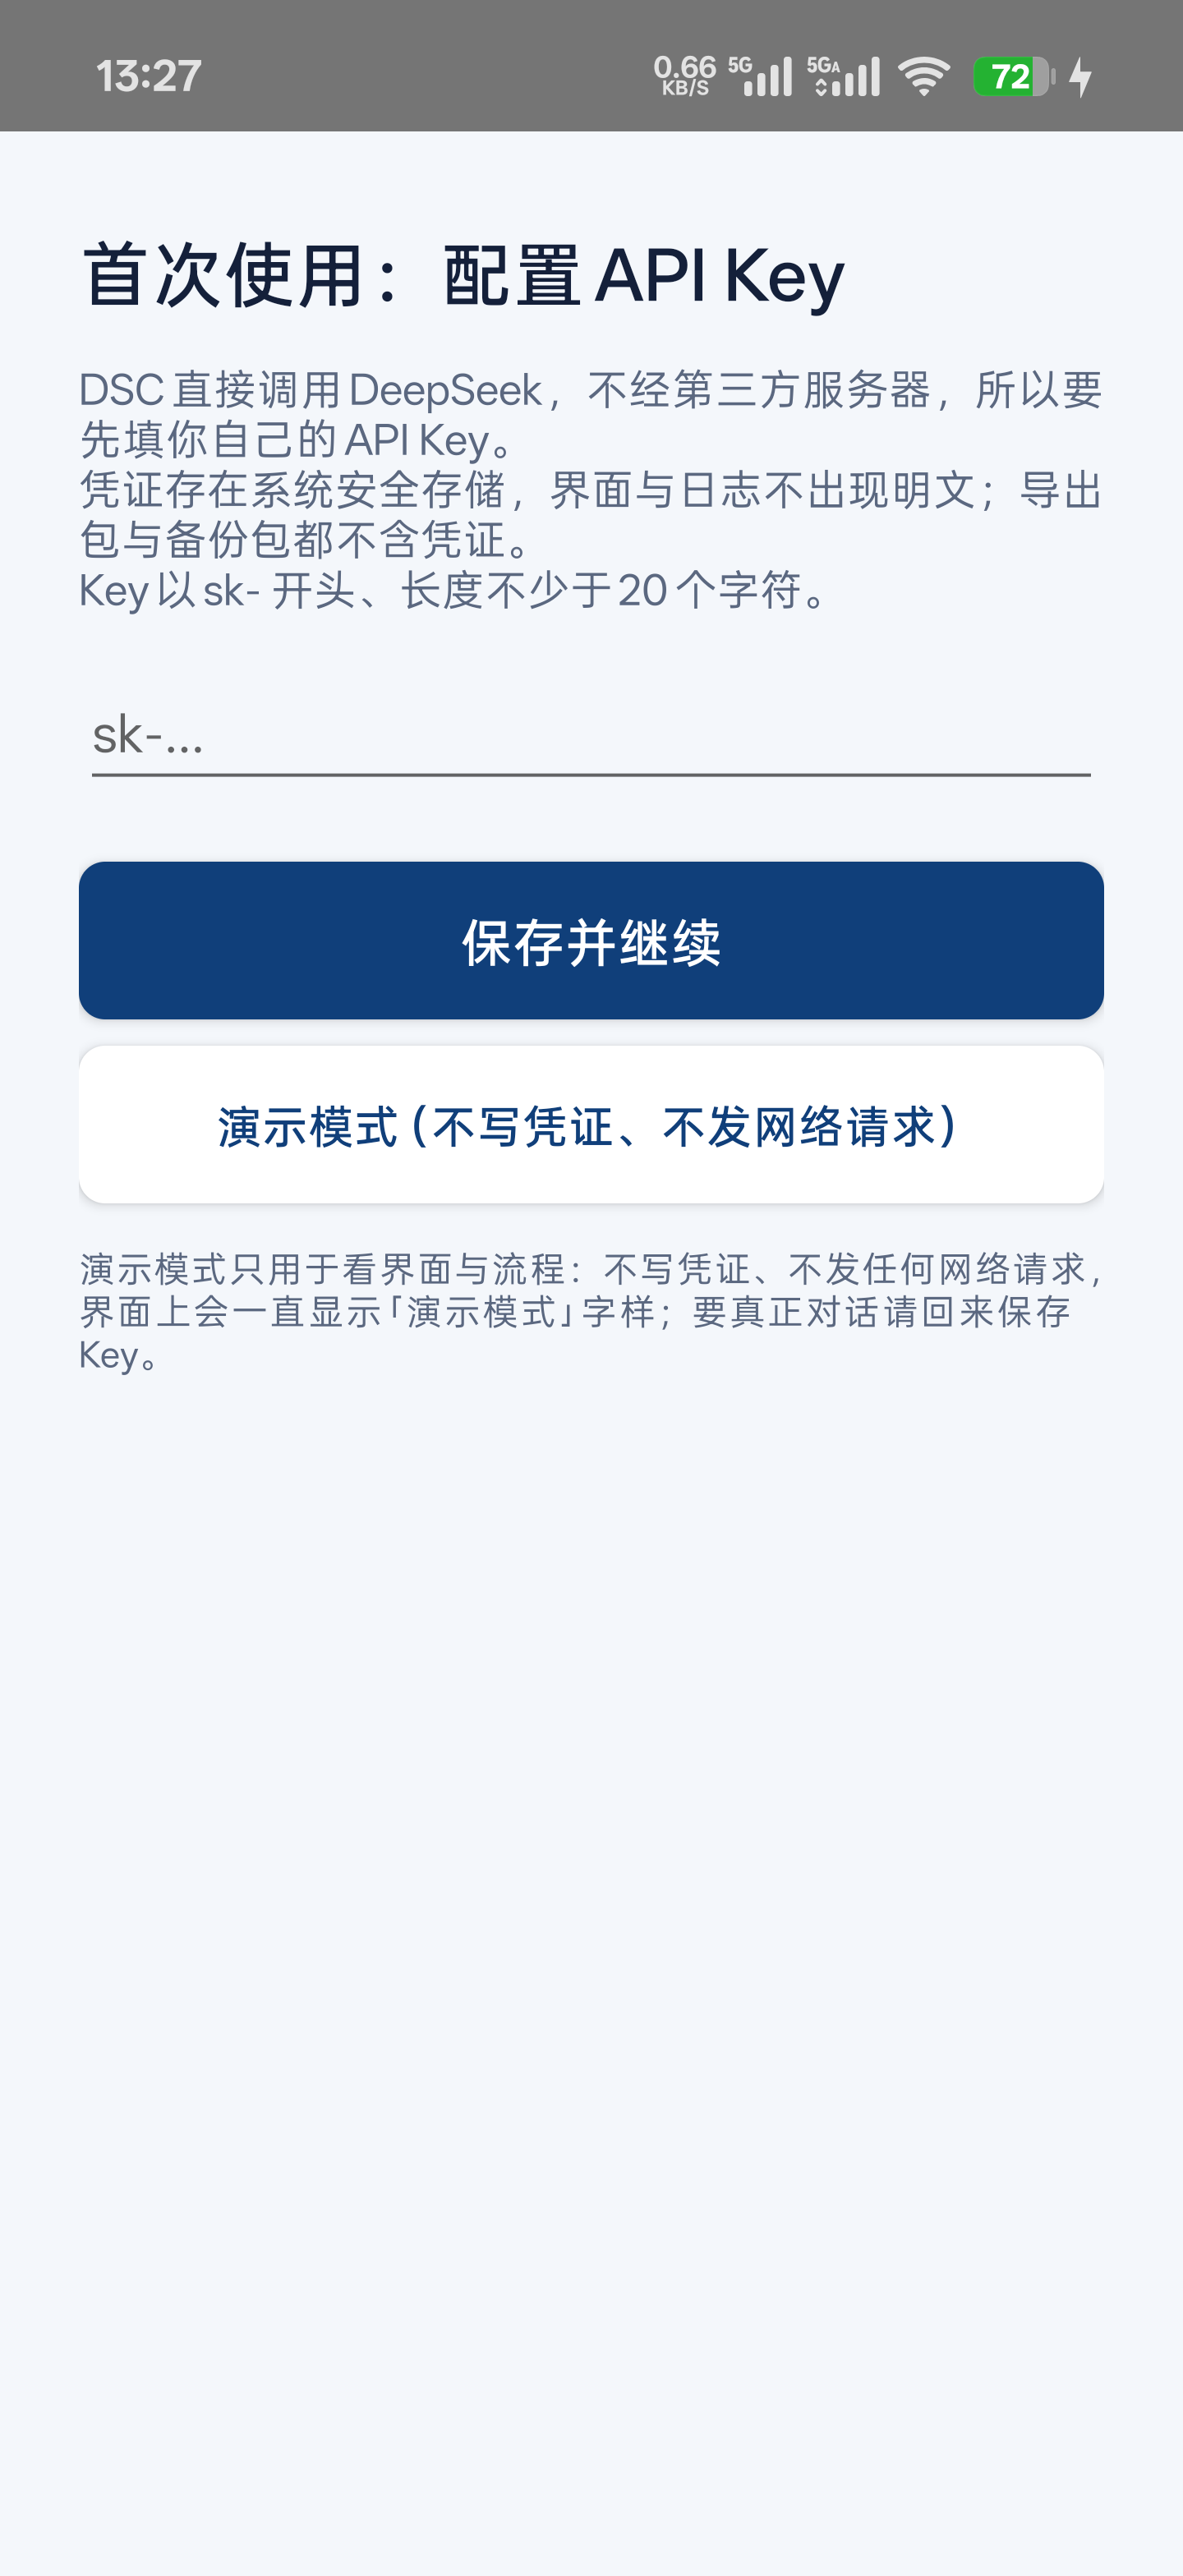 13:27
0.66 KB/S 5G 5GA 72
首次使用：配置 API Key
DSC 直接调用 DeepSeek，不经第三方服务器，所以要
先填你自己的 API Key。
凭证存在系统安全存储，界面与日志不出现明文；导出
包与备份包都不含凭证。
Key 以 sk- 开头、长度不少于 20 个字符。
sk-...
保存并继续
演示模式（不写凭证、不发网络请求）
演示模式只用于看界面与流程：不写凭证、不发任何网络请求，
界面上会一直显示「演示模式」字样；要真正对话请回来保存
Key。